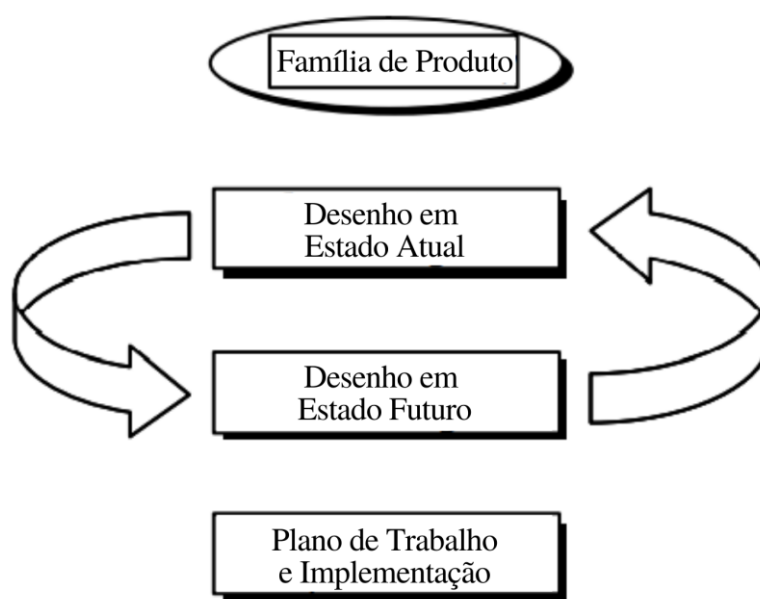 Família de Produto
Desenho em
Estado Atual
Desenho em
Estado Futuro
Plano de Trabalho
e Implementação